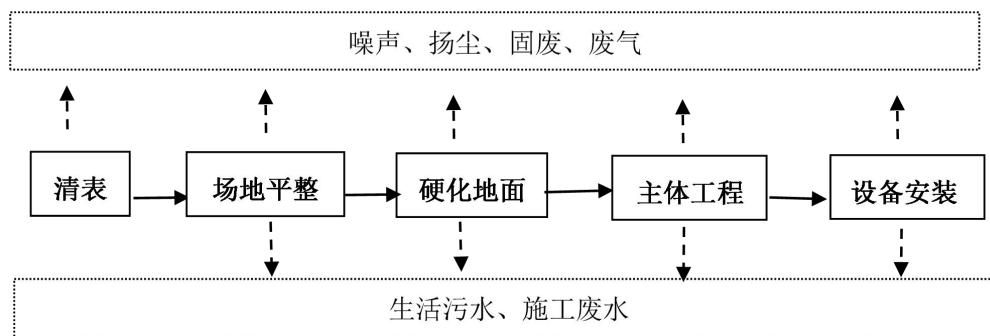 噪声、扬尘、固废、废气
清表
场地平整
硬化地面
主体工程
设备安装
生活污水、施工废水